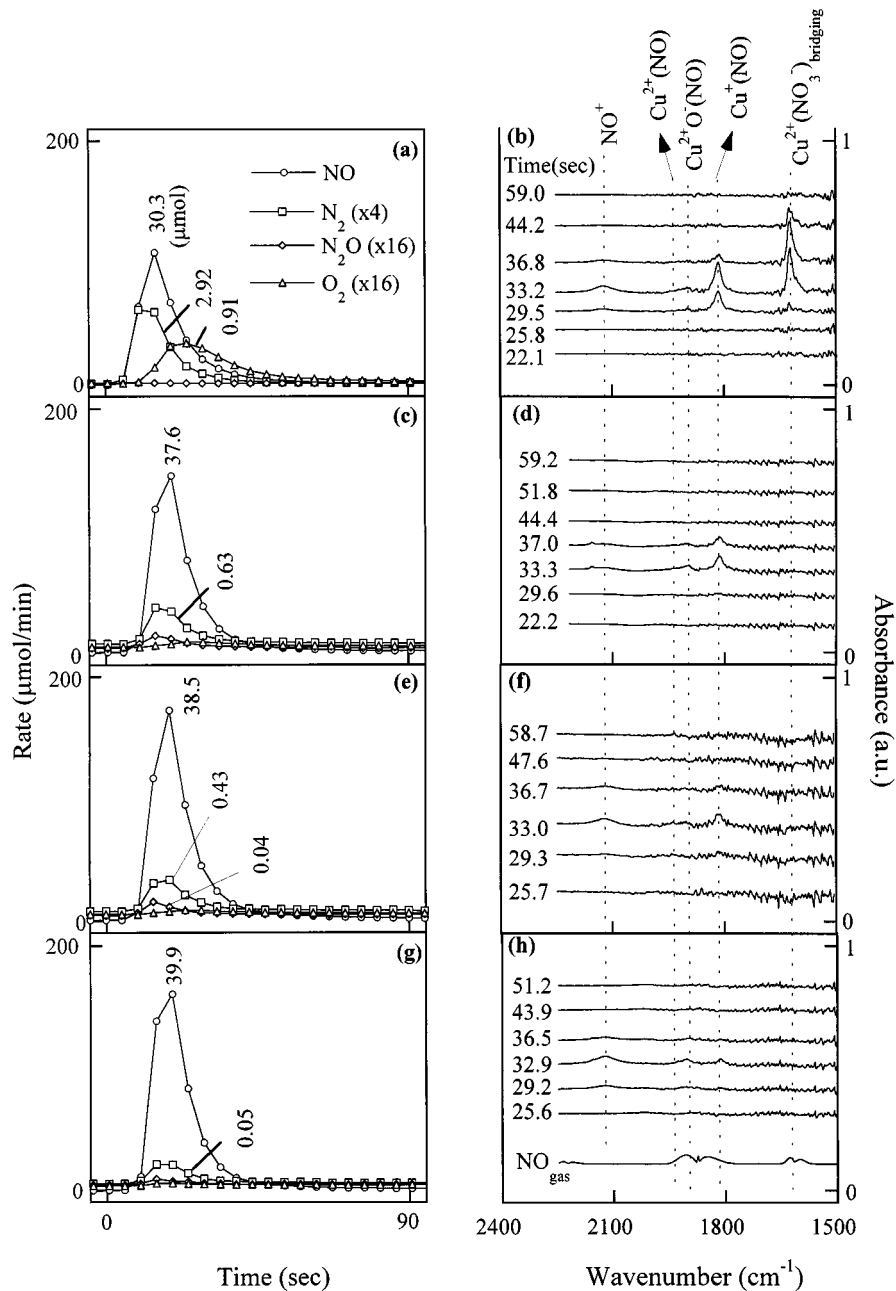 200
(a)
NO
N₂ (x4)
N₂O (x16)
O₂ (x16)
30.3
(μmol)
2.92
0.91
0
NO⁺
Cu²⁺(NO)
Cu²⁺O⁻(NO)
Cu⁺(NO)
Cu²⁺(NO₃⁻)bridging
(b)
1
Time(sec)
59.0
44.2
36.8
33.2
29.5
25.8
22.1
0
200
(c)
37.6
0.63
0
(d)
1
59.2
51.8
44.4
37.0
33.3
29.6
22.2
0
200
(e)
38.5
0.43
0.04
0
(f)
1
58.7
47.6
36.7
33.0
29.3
25.7
0
200
(g)
39.9
0.05
0
(h)
1
51.2
43.9
36.5
32.9
29.2
25.6
NO gas
0
0 90
2400 2100 1800 1500
Rate (μmol/min)
Absorbance (a.u.)
Time (sec)
Wavenumber (cm⁻¹)